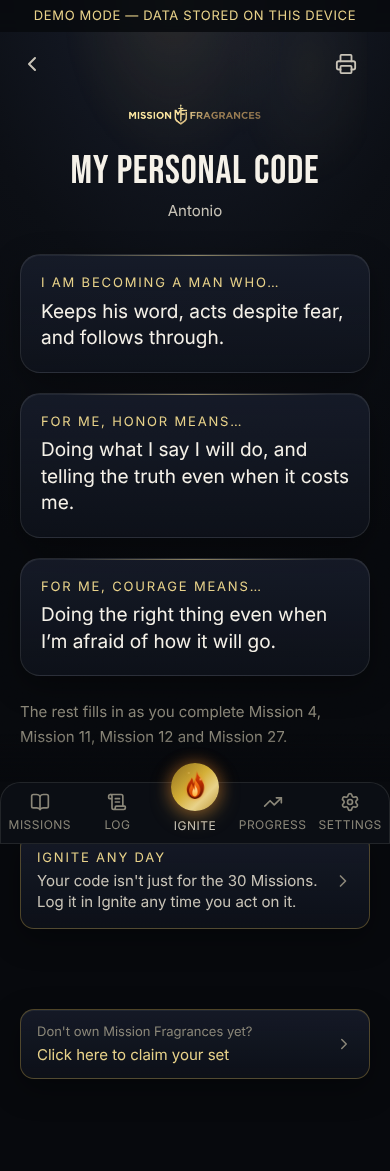 DEMO MODE — DATA STORED ON THIS DEVICE
MISSION FRAGRANCES
MY PERSONAL CODE
Antonio
I AM BECOMING A MAN WHO…
Keeps his word, acts despite fear,
and follows through.
FOR ME, HONOR MEANS…
Doing what I say I will do, and
telling the truth even when it costs
me.
FOR ME, COURAGE MEANS…
Doing the right thing even when
I’m afraid of how it will go.
The rest fills in as you complete Mission 4,
Mission 11, Mission 12 and Mission 27.
MISSIONS LOG IGNITE PROGRESS SETTINGS
IGNITE ANY DAY
Your code isn't just for the 30 Missions.
Log it in Ignite any time you act on it.
Don't own Mission Fragrances yet?
Click here to claim your set